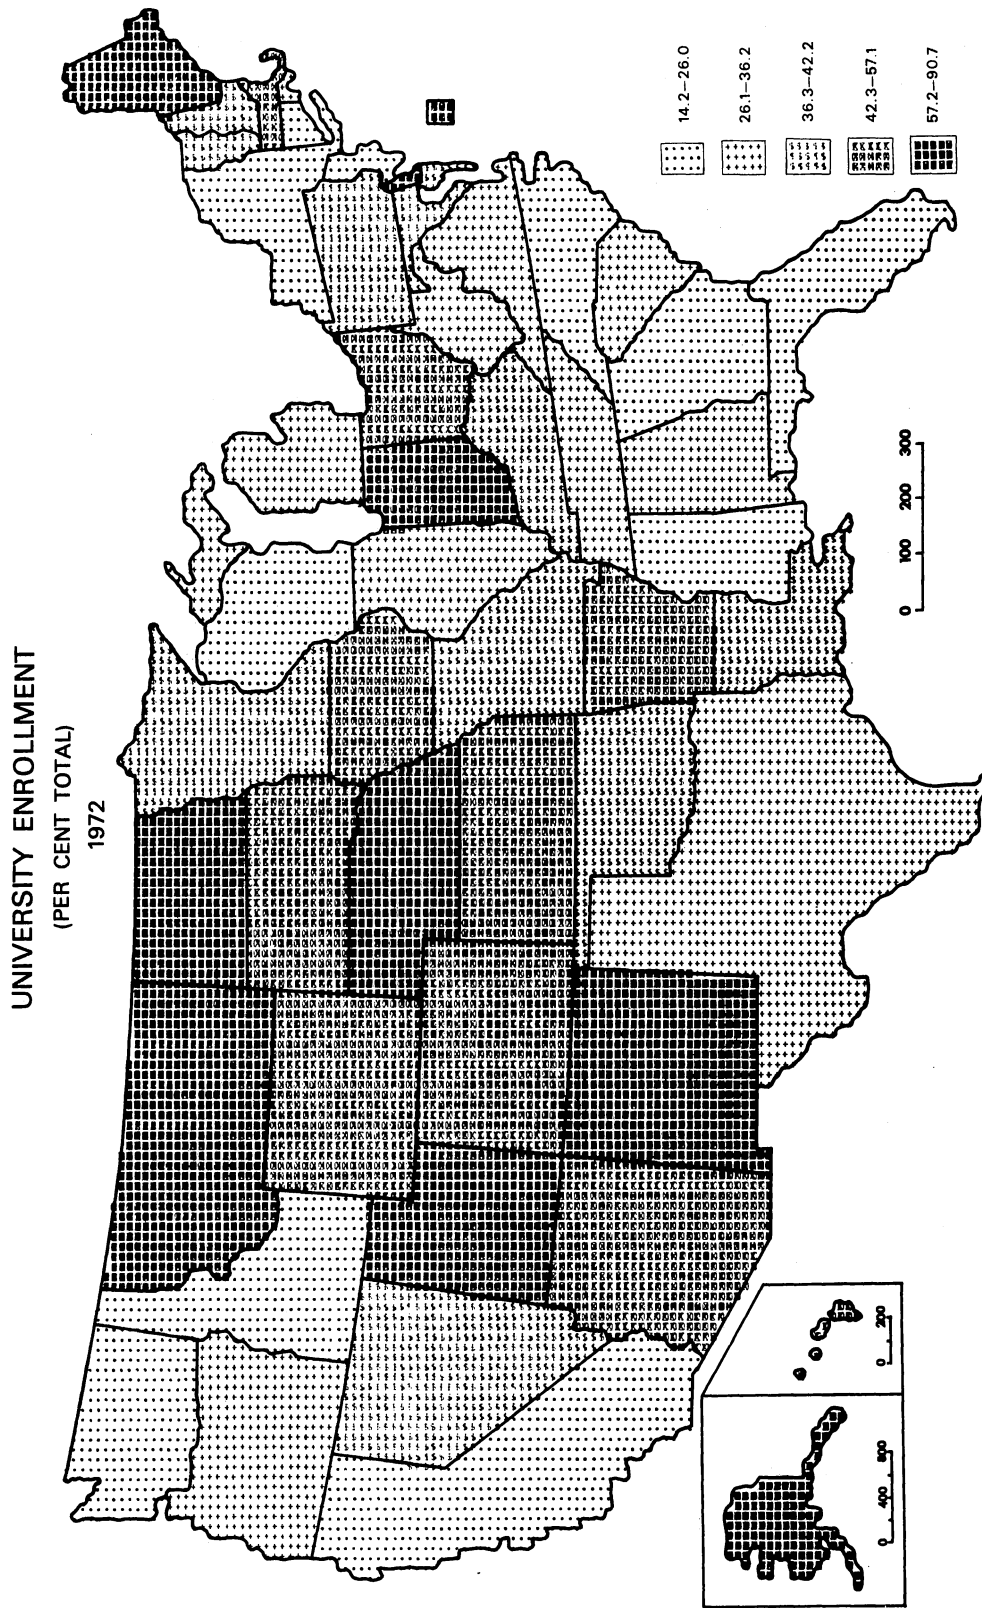 UNIVERSITY ENROLLMENT
(PER CENT TOTAL)
1972
14.2–26.0
26.1–36.2
36.3–42.2
42.3–57.1
57.2–90.7
0 100 200 300
0 400 800
0 200